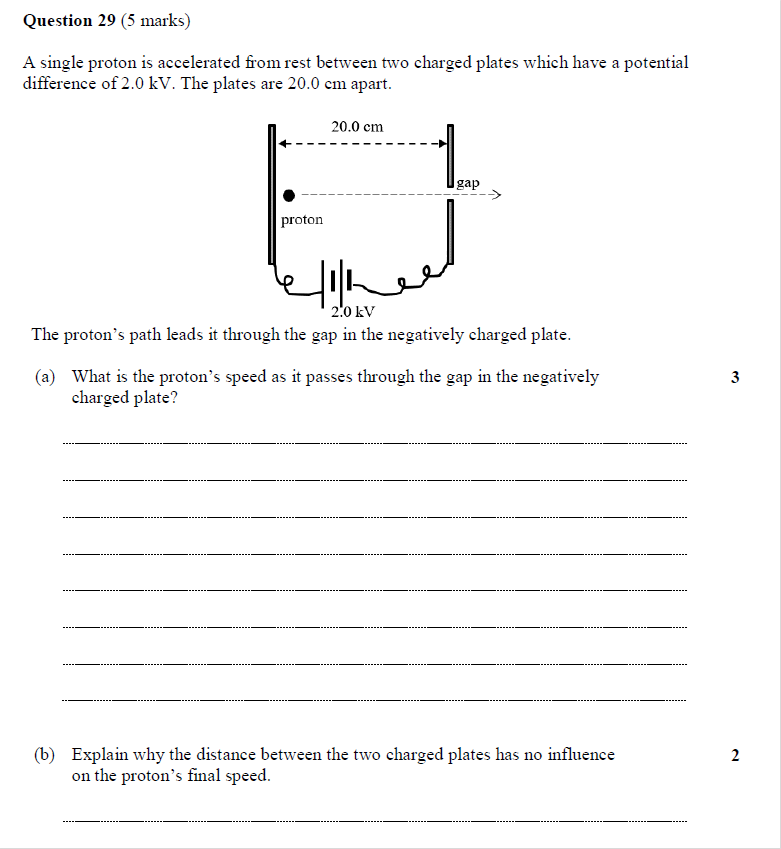 Question 29 (5 marks)
A single proton is accelerated from rest between two charged plates which have a potential
difference of 2.0 kV. The plates are 20.0 cm apart.
20.0 cm
gap
proton
2.0 kV
The proton’s path leads it through the gap in the negatively charged plate.
(a) What is the proton’s speed as it passes through the gap in the negatively 3
charged plate?
(b) Explain why the distance between the two charged plates has no influence 2
on the proton’s final speed.